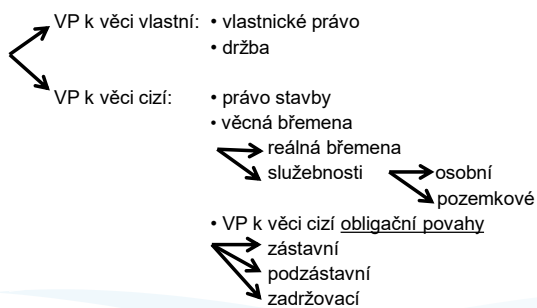 VP k věci vlastní: • vlastnické právo
• držba
VP k věci cizí: • právo stavby
• věcná břemena
reálná břemena
služebnosti osobní
pozemkové
• VP k věci cizí obligační povahy
zástavní
podzástavní
zadržovací